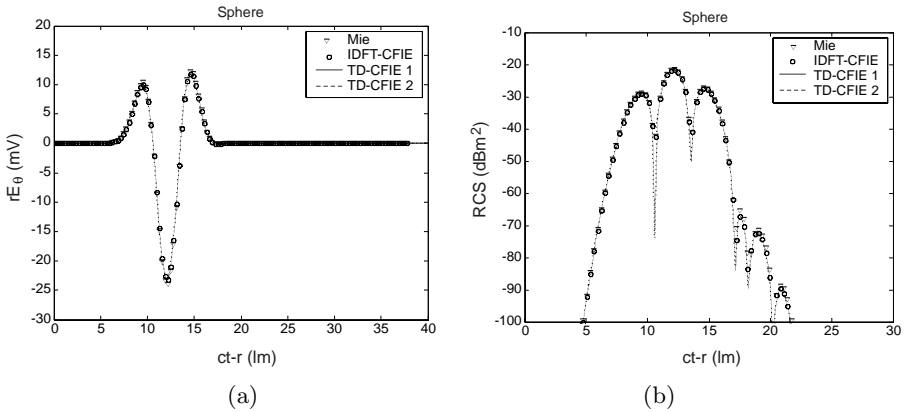 Sphere
20
15
10
5
0
-5
-10
-15
-20
-25
-30
rE θ (mV)
0 5 10 15 20 25 30 35 40
ct-r (lm)
Mie
IDFT-CFIE
TD-CFIE 1
TD-CFIE 2
(a)
Sphere
-10
-20
-30
-40
-50
-60
-70
-80
-90
-100
RCS (dBm²)
0 5 10 15 20 25 30
ct-r (lm)
Mie
IDFT-CFIE
TD-CFIE 1
TD-CFIE 2
(b)